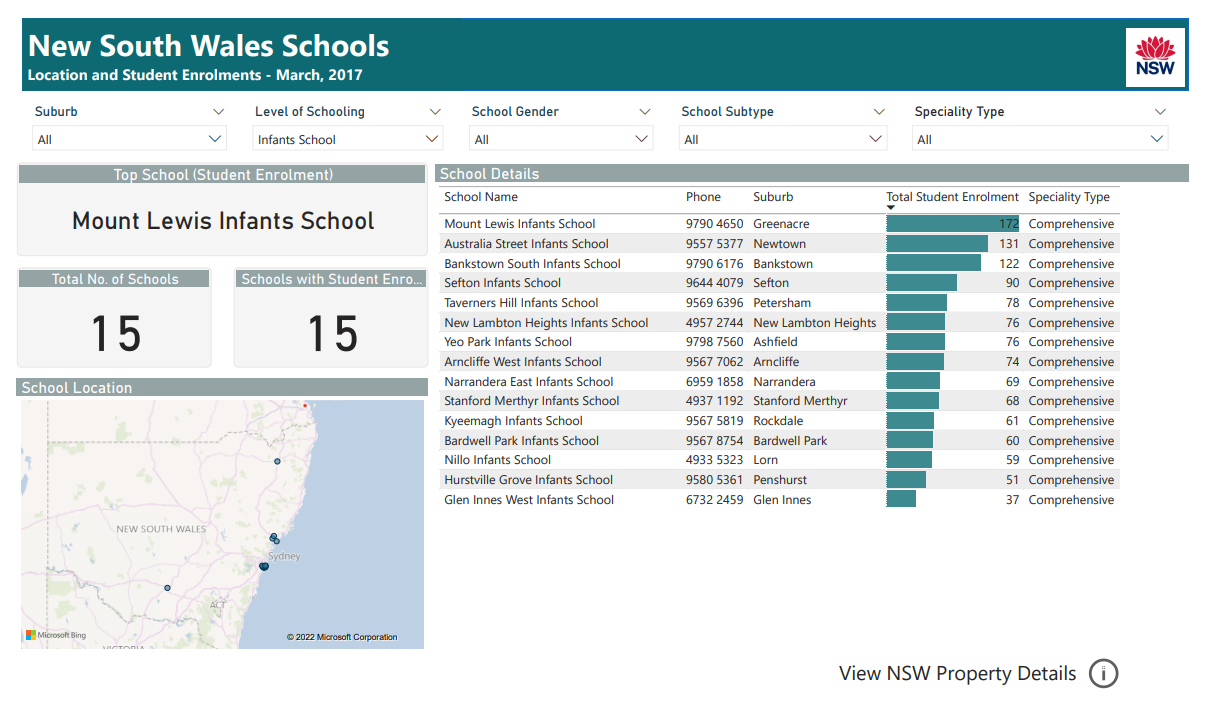 New South Wales Schools
Location and Student Enrolments - March, 2017
NSW
Suburb
All
Level of Schooling
Infants School
School Gender
All
School Subtype
All
Speciality Type
All
Top School (Student Enrolment)
Mount Lewis Infants School
Total No. of Schools
15
Schools with Student Enro...
15
School Location
NEW SOUTH WALES
Sydney
ACT
VICTORIA
Microsoft Bing
© 2022 Microsoft Corporation
School Details
School Name Phone Suburb Total Student Enrolment Speciality Type
Mount Lewis Infants School 9790 4650 Greenacre 172 Comprehensive
Australia Street Infants School 9557 5377 Newtown 131 Comprehensive
Bankstown South Infants School 9790 6176 Bankstown 122 Comprehensive
Sefton Infants School 9644 4079 Sefton 90 Comprehensive
Taverners Hill Infants School 9569 6396 Petersham 78 Comprehensive
New Lambton Heights Infants School 4957 2744 New Lambton Heights 76 Comprehensive
Yeo Park Infants School 9798 7560 Ashfield 76 Comprehensive
Arncliffe West Infants School 9567 7062 Arncliffe 74 Comprehensive
Narrandera East Infants School 6959 1858 Narrandera 69 Comprehensive
Stanford Merthyr Infants School 4937 1192 Stanford Merthyr 68 Comprehensive
Kyeemagh Infants School 9567 5819 Rockdale 61 Comprehensive
Bardwell Park Infants School 9567 8754 Bardwell Park 60 Comprehensive
Nillo Infants School 4933 5323 Lorn 59 Comprehensive
Hurstville Grove Infants School 9580 5361 Penshurst 51 Comprehensive
Glen Innes West Infants School 6732 2459 Glen Innes 37 Comprehensive
View NSW Property Details